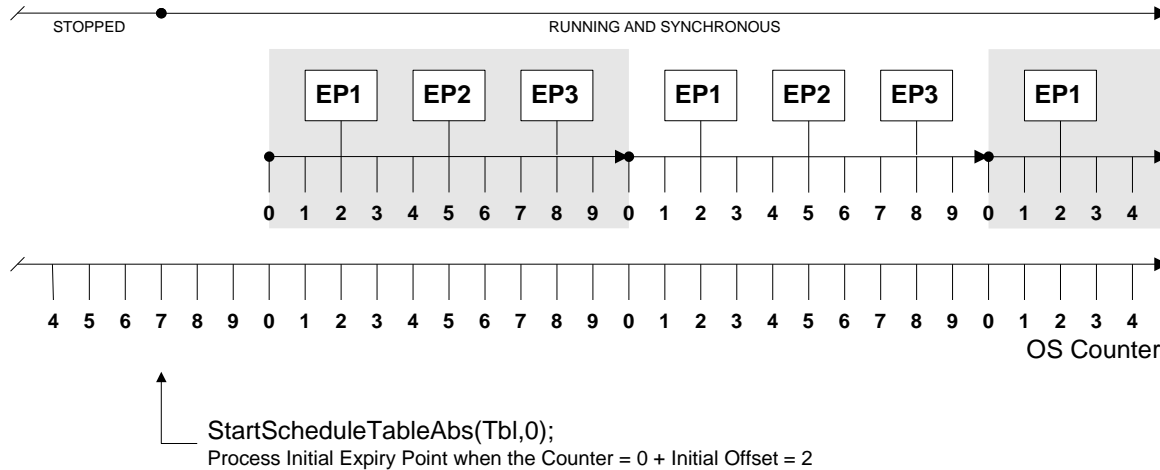 STOPPED RUNNING AND SYNCHRONOUS
EP1 EP2 EP3 EP1 EP2 EP3 EP1
0 1 2 3 4 5 6 7 8 9 0 1 2 3 4 5 6 7 8 9 0 1 2 3 4
4 5 6 7 8 9 0 1 2 3 4 5 6 7 8 9 0 1 2 3 4 5 6 7 8 9 0 1 2 3 4
OS Counter
StartScheduleTableAbs(Tbl,0);
Process Initial Expiry Point when the Counter = 0 + Initial Offset = 2